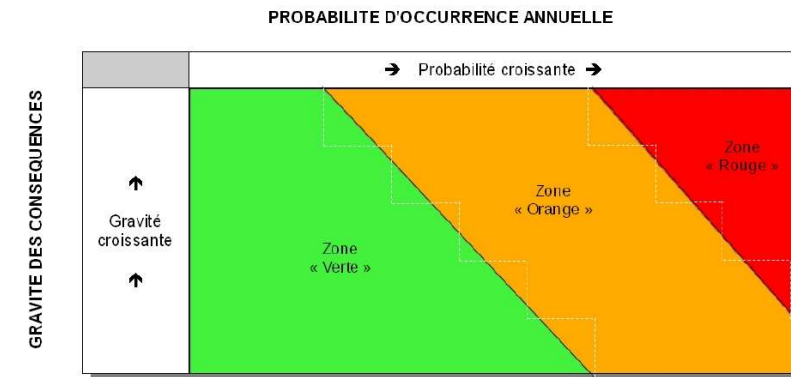 PROBABILITE D'OCCURRENCE ANNUELLE
➔ Probabilité croissante ➔
GRAVITE DES CONSEQUENCES
Gravité
croissante
Zone
« Verte »
Zone
« Orange »
Zone
« Rouge »